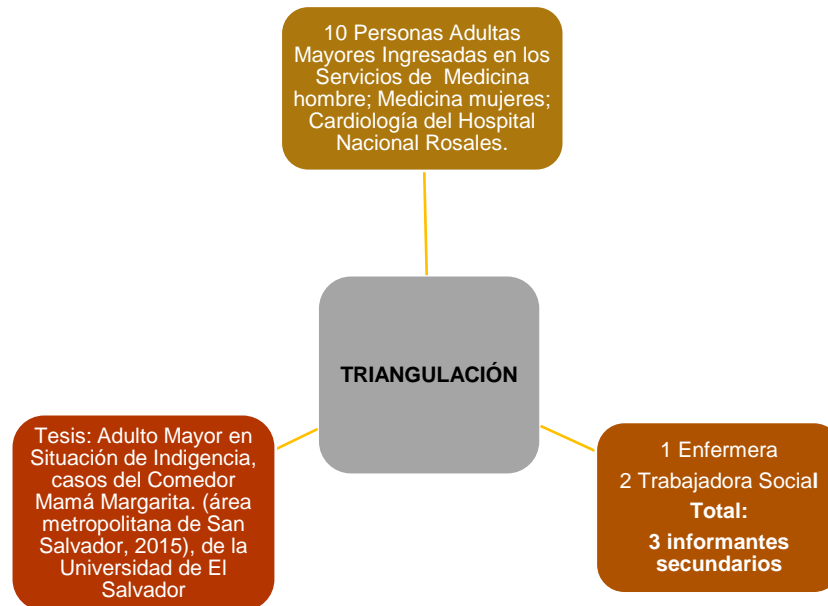 10 Personas Adultas
Mayores Ingresadas en los
Servicios de Medicina
hombre; Medicina mujeres;
Cardiología del Hospital
Nacional Rosales.
TRIANGULACIÓN
Tesis: Adulto Mayor en
Situación de Indigencia,
casos del Comedor
Mamá Margarita. (área
metropolitana de San
Salvador, 2015), de la
Universidad de El
Salvador
1 Enfermera
2 Trabajadora Social
Total:
3 informantes
secundarios